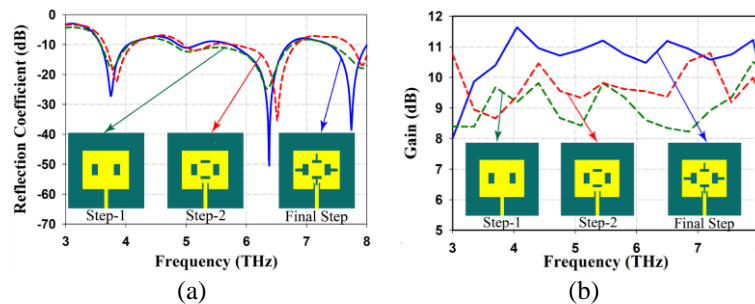 Reflection Coefficient (dB)
0
-10
-20
-30
-40
-50
-60
-70
Step-1
Step-2
Final Step
3
4
5
6
7
8
Frequency (THz)
(a)
Gain (dB)
12
11
10
9
8
7
6
5
Step-1
Step-2
Final Step
3
4
5
6
7
Frequency (THz)
(b)